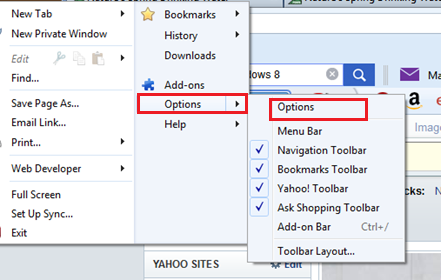 New Tab
New Private Window
Edit
Find...
Save Page As...
Email Link...
Print...
Web Developer
Full Screen
Set Up Sync...
Exit
Bookmarks
History
Downloads
Add-ons
Options
Help
Options
Menu Bar
Navigation Toolbar
Bookmarks Toolbar
Yahoo! Toolbar
Ask Shopping Toolbar
Add-on Bar Ctrl+/
Toolbar Layout...
dows 8
Ma
Image
cks:
YAHOO SITES
Edit